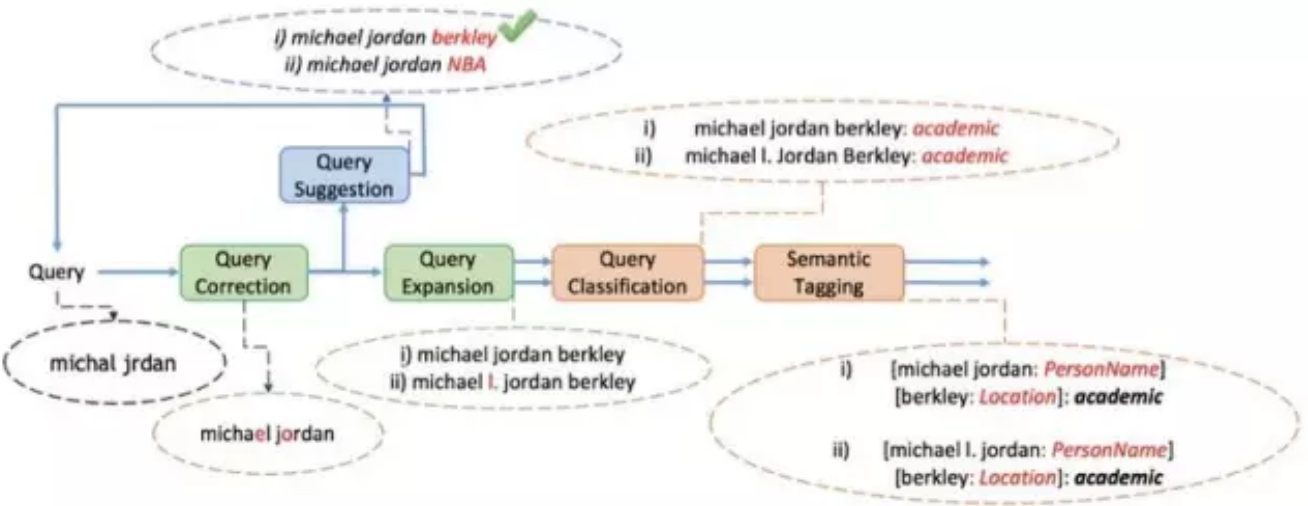 i) michael jordan berkley
ii) michael jordan NBA
i) michael jordan berkley: academic
ii) michael l. Jordan Berkley: academic
Query
Suggestion
Query
Query
Correction
Query
Expansion
Query
Classification
Semantic
Tagging
michal jrdan
michael jordan
i) michael jordan berkley
ii) michael l. jordan berkley
i) [michael jordan: PersonName]
[berkley: Location]: academic
ii) [michael l. jordan: PersonName]
[berkley: Location]: academic